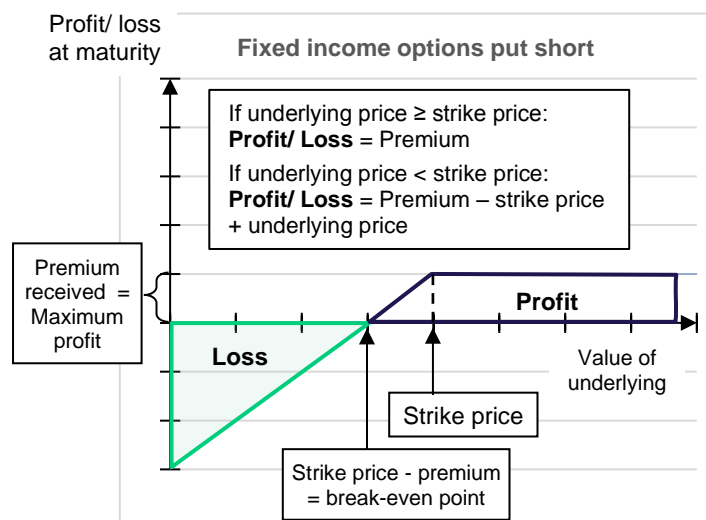 Profit/ loss
at maturity
Fixed income options put short
If underlying price ≥ strike price:
Profit/ Loss = Premium
If underlying price < strike price:
Profit/ Loss = Premium – strike price
+ underlying price
Premium
received =
Maximum
profit
Profit
Loss
Value of
underlying
Strike price
Strike price - premium
= break-even point